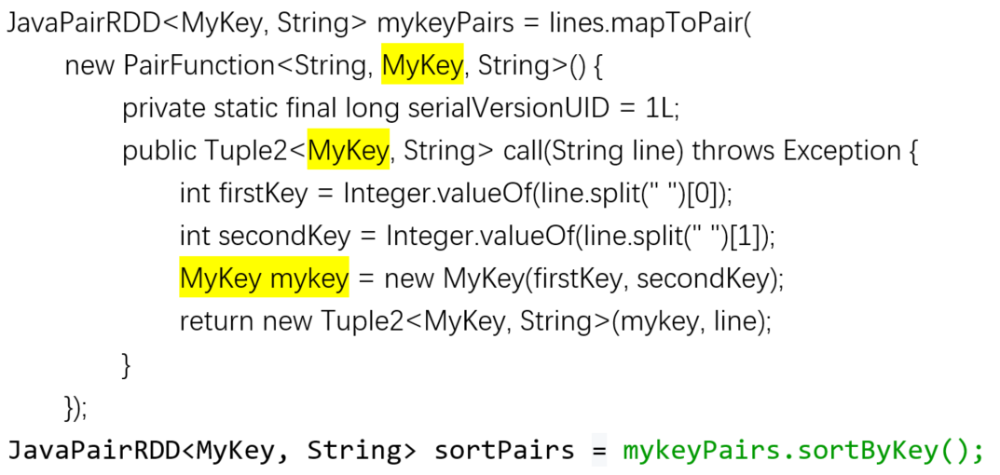 JavaPairRDD<MyKey, String> mykeyPairs = lines.mapToPair(
new PairFunction<String, MyKey, String>() {
private static final long serialVersionUID = 1L;
public Tuple2<MyKey, String> call(String line) throws Exception {
int firstKey = Integer.valueOf(line.split(" ")[0]);
int secondKey = Integer.valueOf(line.split(" ")[1]);
MyKey mykey = new MyKey(firstKey, secondKey);
return new Tuple2<MyKey, String>(mykey, line);
}
});
JavaPairRDD<MyKey, String> sortPairs = mykeyPairs.sortByKey();